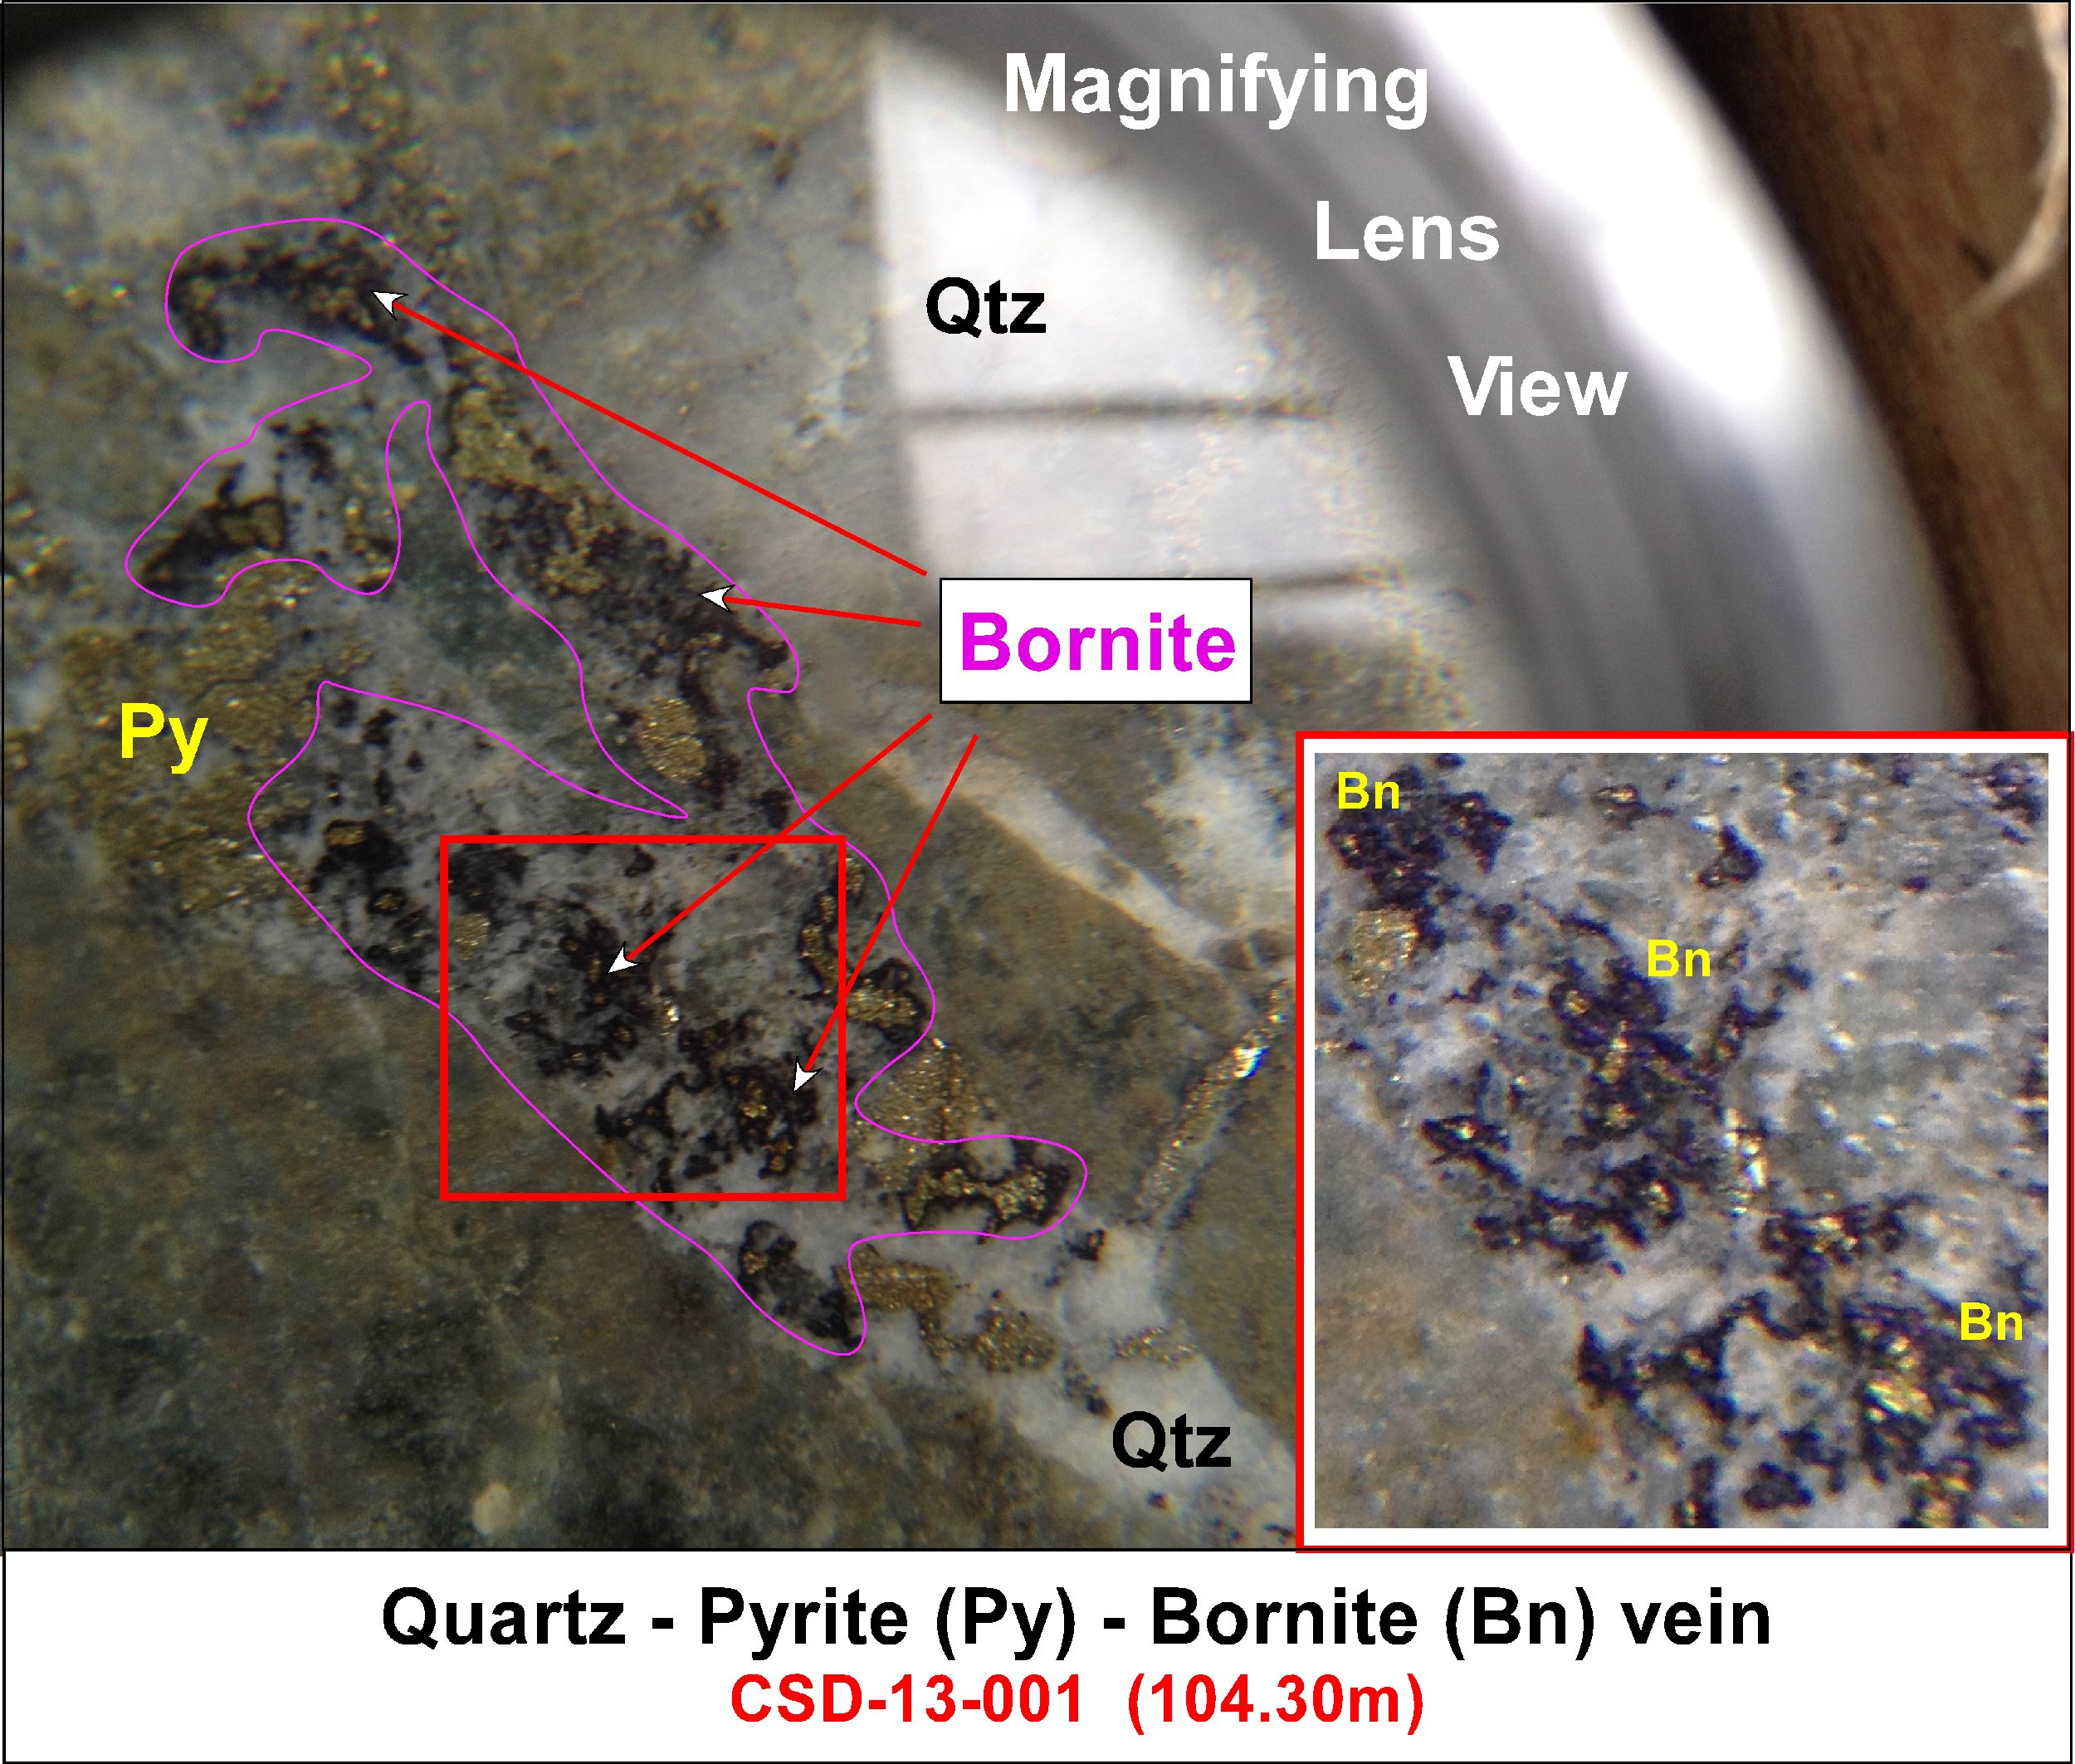 Magnifying
Lens
View
Qtz
Bornite
Py
Bn
Bn
Bn
Qtz
Quartz - Pyrite (Py) - Bornite (Bn) vein
CSD-13-001 (104.30m)